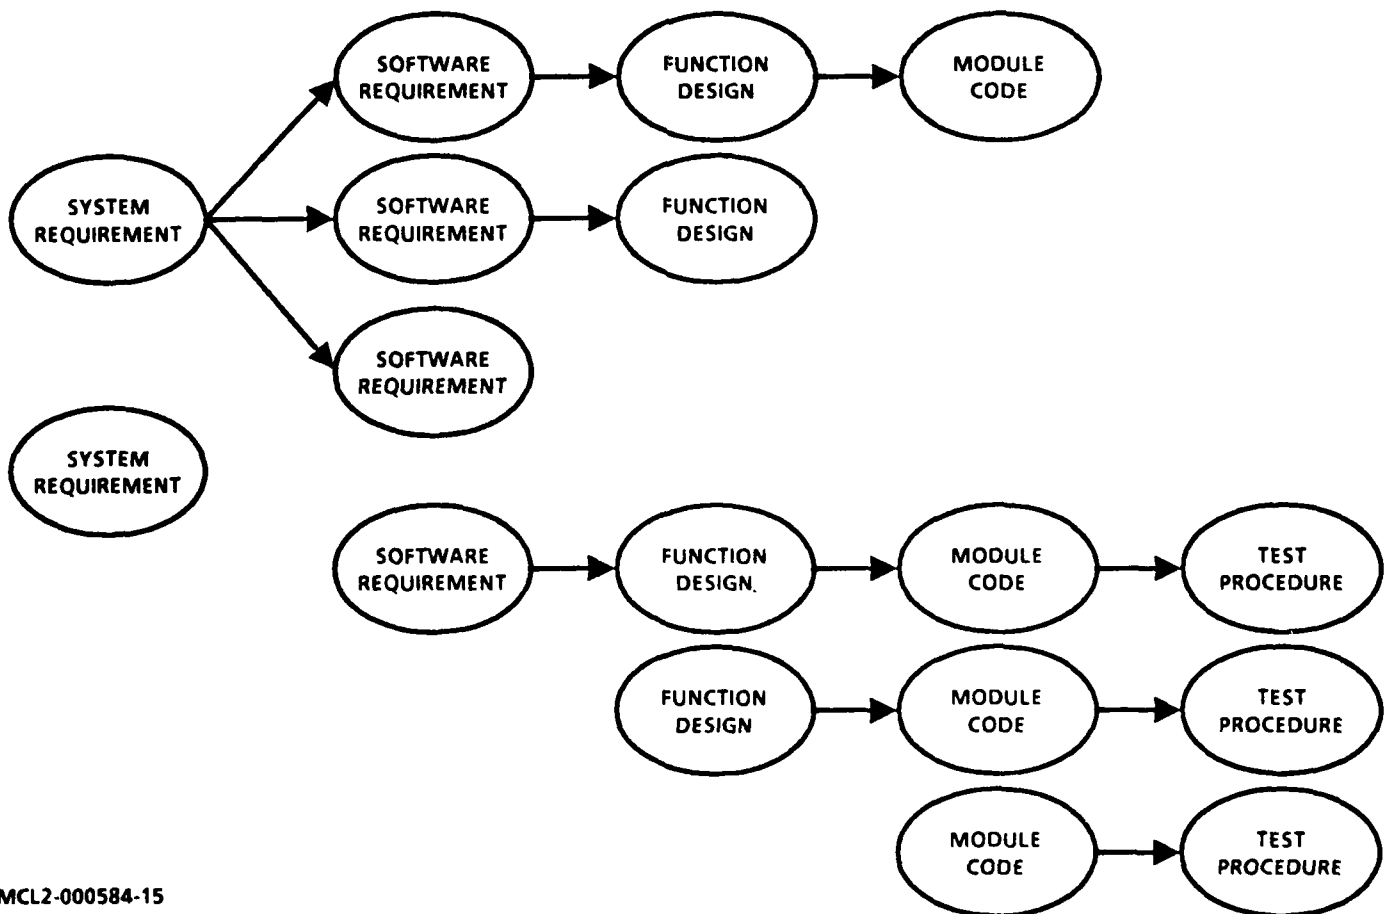 SOFTWARE
REQUIREMENT
FUNCTION
DESIGN
MODULE
CODE
SYSTEM
REQUIREMENT
SOFTWARE
REQUIREMENT
FUNCTION
DESIGN
SOFTWARE
REQUIREMENT
SYSTEM
REQUIREMENT
SOFTWARE
REQUIREMENT
FUNCTION
DESIGN.
MODULE
CODE
TEST
PROCEDURE
FUNCTION
DESIGN
MODULE
CODE
TEST
PROCEDURE
MODULE
CODE
TEST
PROCEDURE
MCL2-000584-15